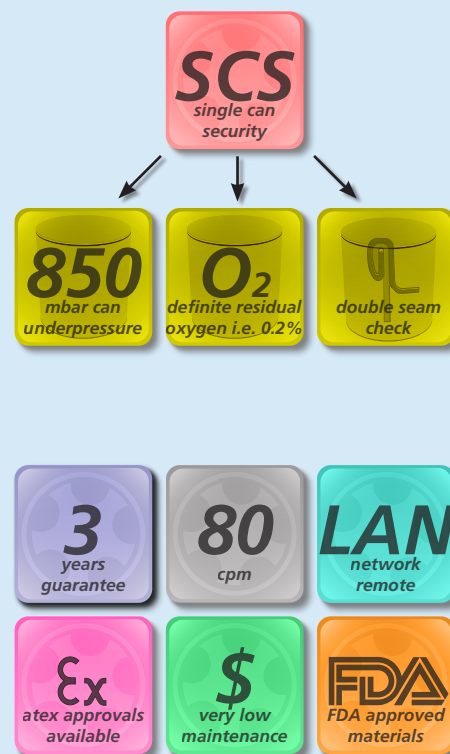 SCS
single can
security
850
mbar can
underpressure
O2
definite residual
oxygen i.e. 0.2%
double seam
check
3
years
guarantee
80
cpm
LAN
network
remote
Ex
atex approvals
available
$
very low
maintenance
FDA
FDA approved
materials